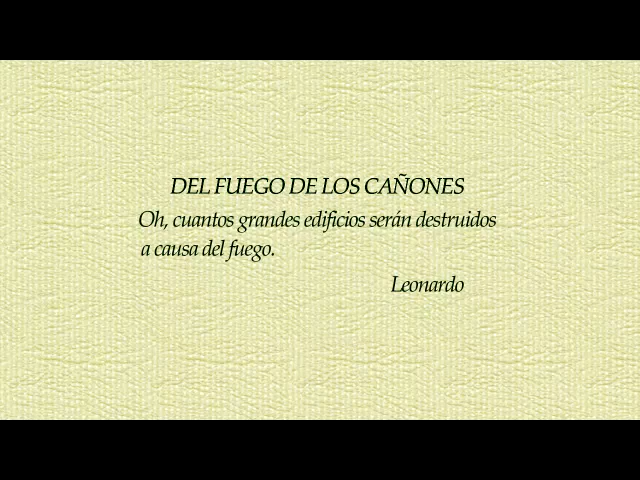 DEL FUEGO DE LOS CAÑONES
Oh, cuantos grandes edificios serán destruidos
a causa del fuego.
Leonardo